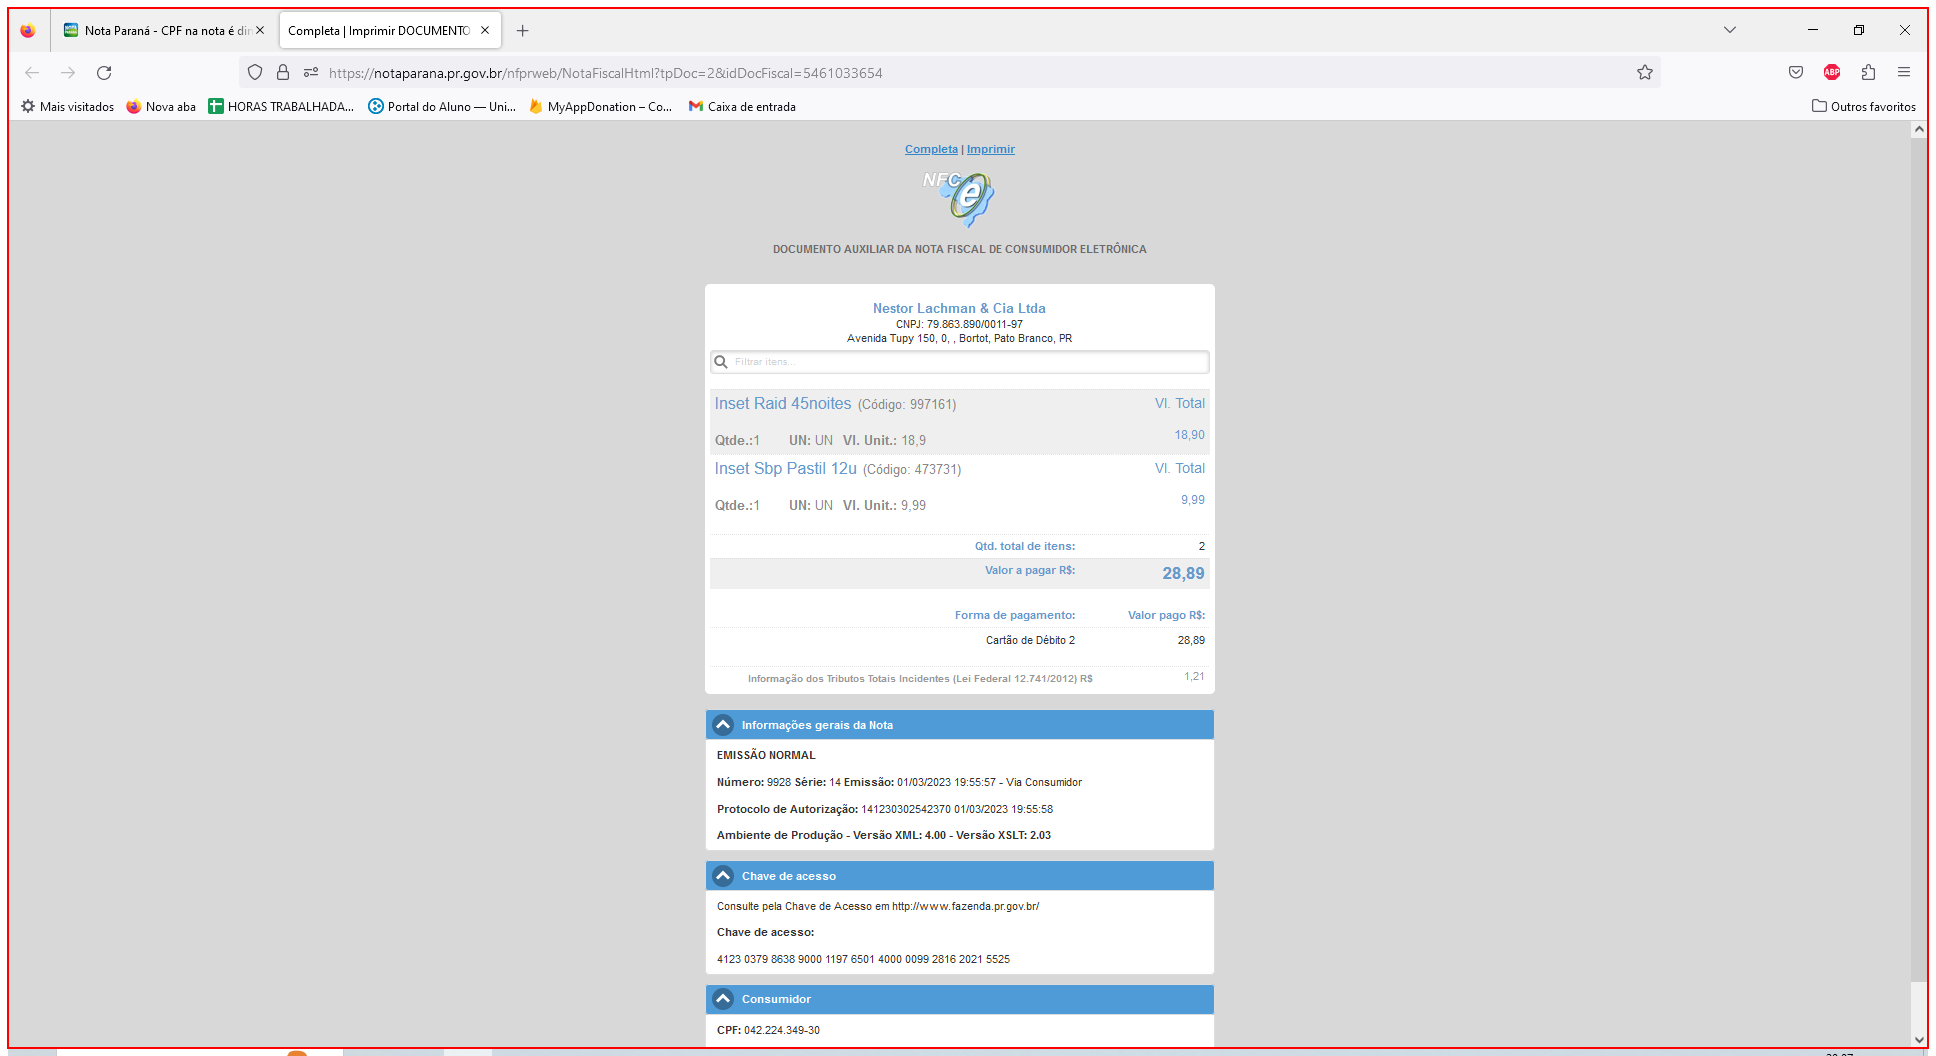 Nota Paraná - CPF na nota é din
Completa | Imprimir DOCUMENTO
https://notaparana.pr.gov.br/nfprweb/NotaFiscalHtml?tpDoc=2&idDocFiscal=5461033654
ABP
Mais visitados Nova aba HORAS TRABALHADA... Portal do Aluno — Uni... MyAppDonation – Co... Caixa de entrada Outros favoritos
Completa | Imprimir
NFC e
DOCUMENTO AUXILIAR DA NOTA FISCAL DE CONSUMIDOR ELETRÔNICA
Nestor Lachman & Cia Ltda
CNPJ: 79.863.890/0011-97
Avenida Tupy 150, 0, , Bortot, Pato Branco, PR
Filtrar itens...
Inset Raid 45noites (Código: 997161) Vl. Total
Qtde.:1 UN: UN Vl. Unit.: 18,9 18,90
Inset Sbp Pastil 12u (Código: 473731) Vl. Total
Qtde.:1 UN: UN Vl. Unit.: 9,99 9,99
Qtd. total de itens: 2
Valor a pagar R$: 28,89
Forma de pagamento: Valor pago R$:
Cartão de Débito 2 28,89
Informação dos Tributos Totais Incidentes (Lei Federal 12.741/2012) R$ 1,21
Informações gerais da Nota
EMISSÃO NORMAL
Número: 9928 Série: 14 Emissão: 01/03/2023 19:55:57 - Via Consumidor
Protocolo de Autorização: 141230302542370 01/03/2023 19:55:58
Ambiente de Produção - Versão XML: 4.00 - Versão XSLT: 2.03
Chave de acesso
Consulte pela Chave de Acesso em http://www.fazenda.pr.gov.br/
Chave de acesso:
4123 0379 8638 9000 1197 6501 4000 0099 2816 2021 5525
Consumidor
CPF: 042.224.349-30